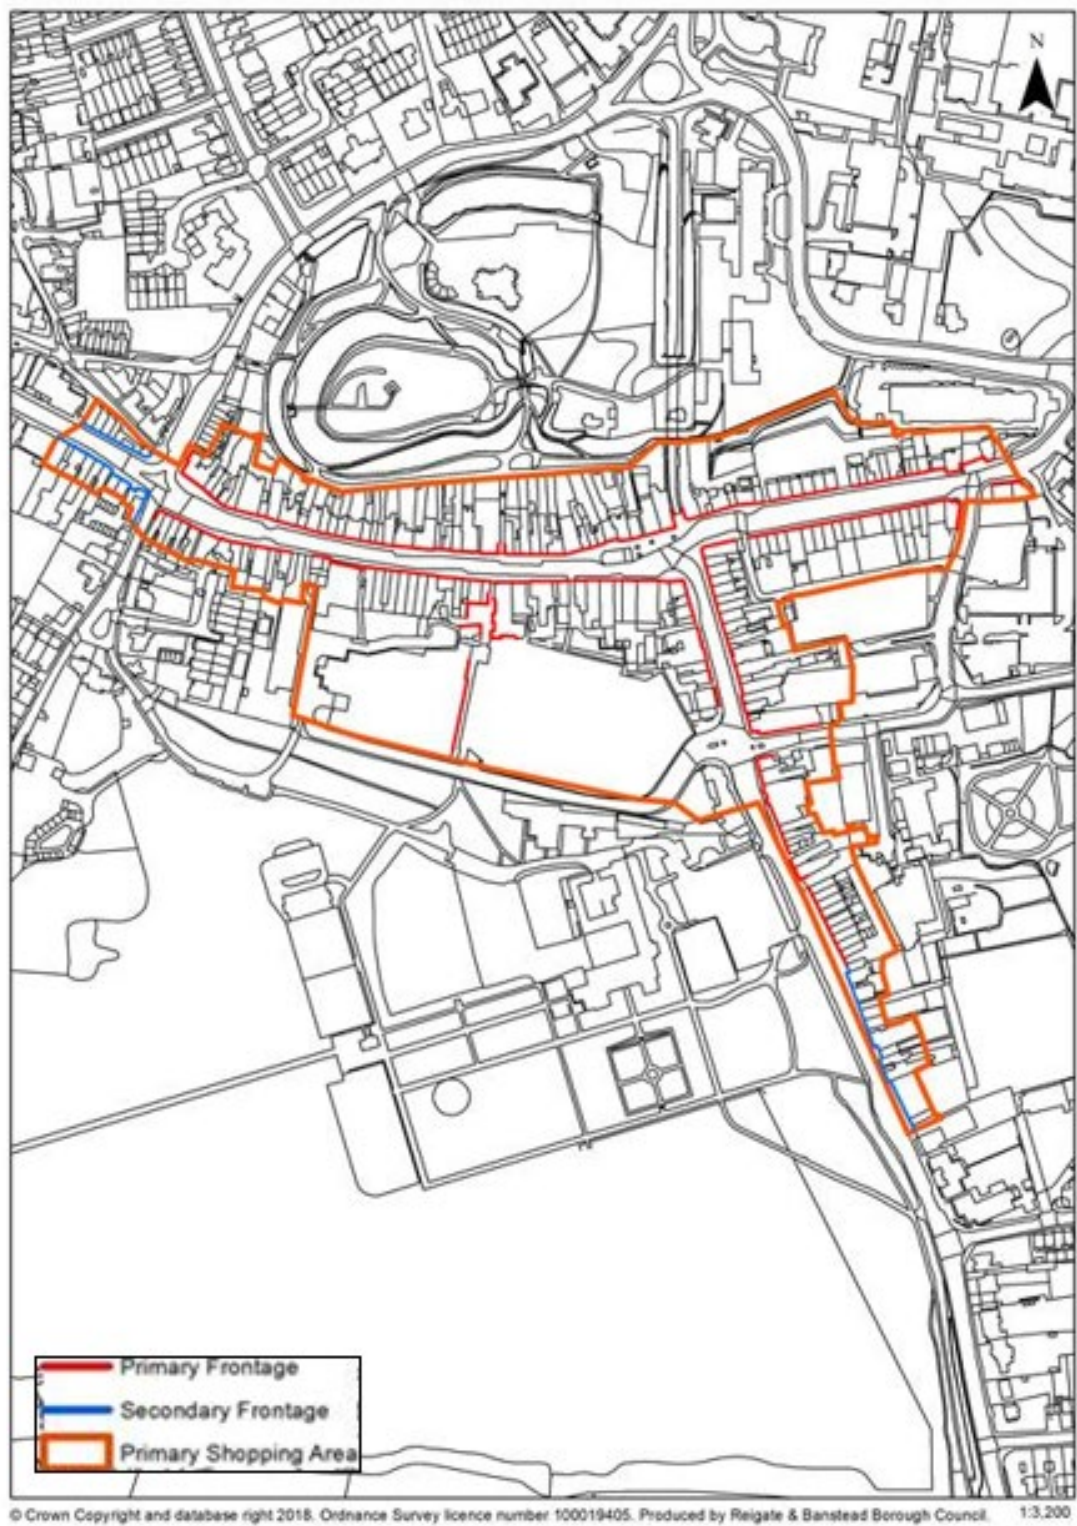 N
Primary Frontage
Secondary Frontage
Primary Shopping Area
© Crown Copyright and database right 2018. Ordnance Survey licence number 100019405. Produced by Reigate & Banstead Borough Council. 1:3,200